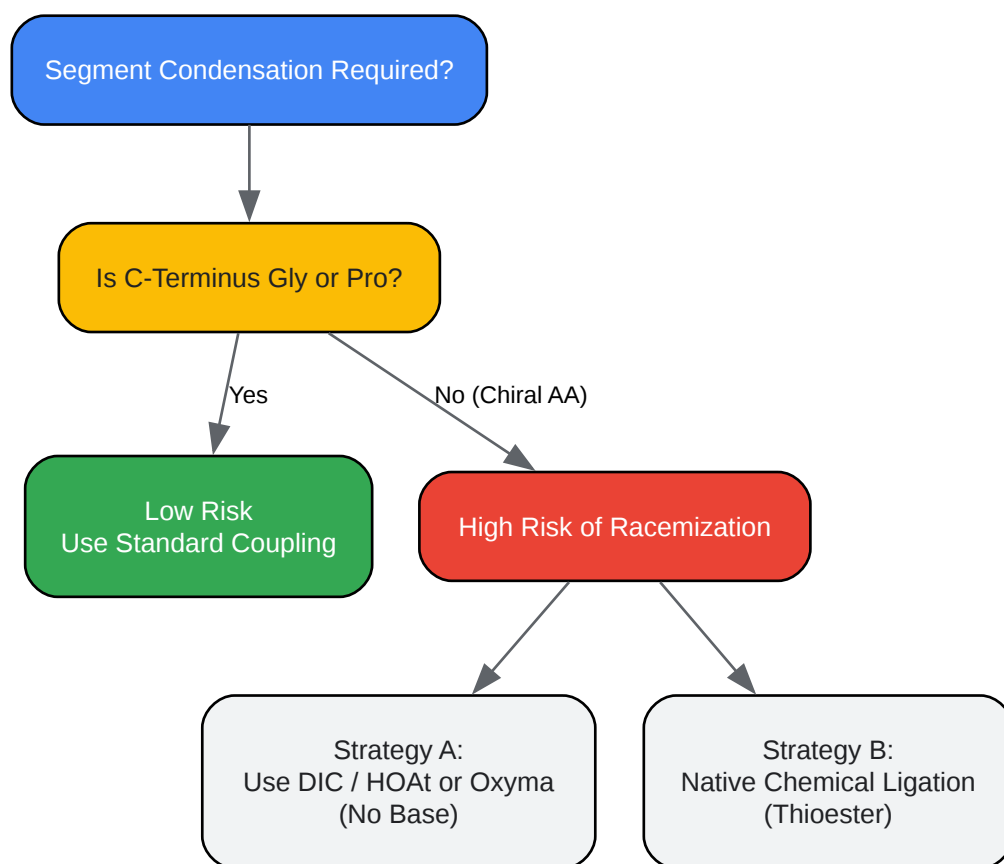 Segment Condensation Required?
Is C-Terminus Gly or Pro?
Yes
No (Chiral AA)
Low Risk
Use Standard Coupling
High Risk of Racemization
Strategy A:
Use DIC / HOAt or Oxyma
(No Base)
Strategy B:
Native Chemical Ligation
(Thioester)